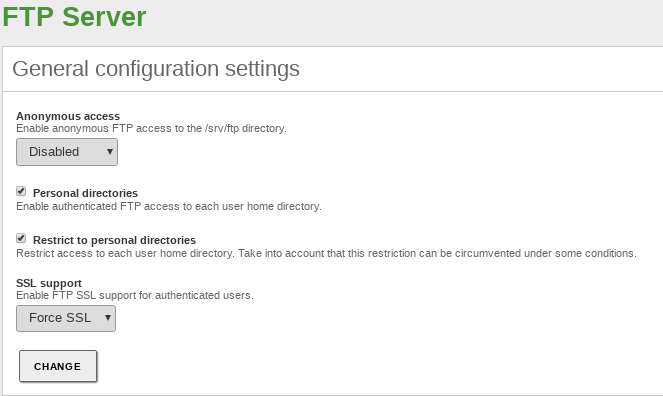 FTP Server
General configuration settings
Anonymous access
Enable anonymous FTP access to the /srv/ftp directory.
Disabled
Personal directories
Enable authenticated FTP access to each user home directory.
Restrict to personal directories
Restrict access to each user home directory. Take into account that this restriction can be circumvented under some conditions.
SSL support
Enable FTP SSL support for authenticated users.
Force SSL
CHANGE